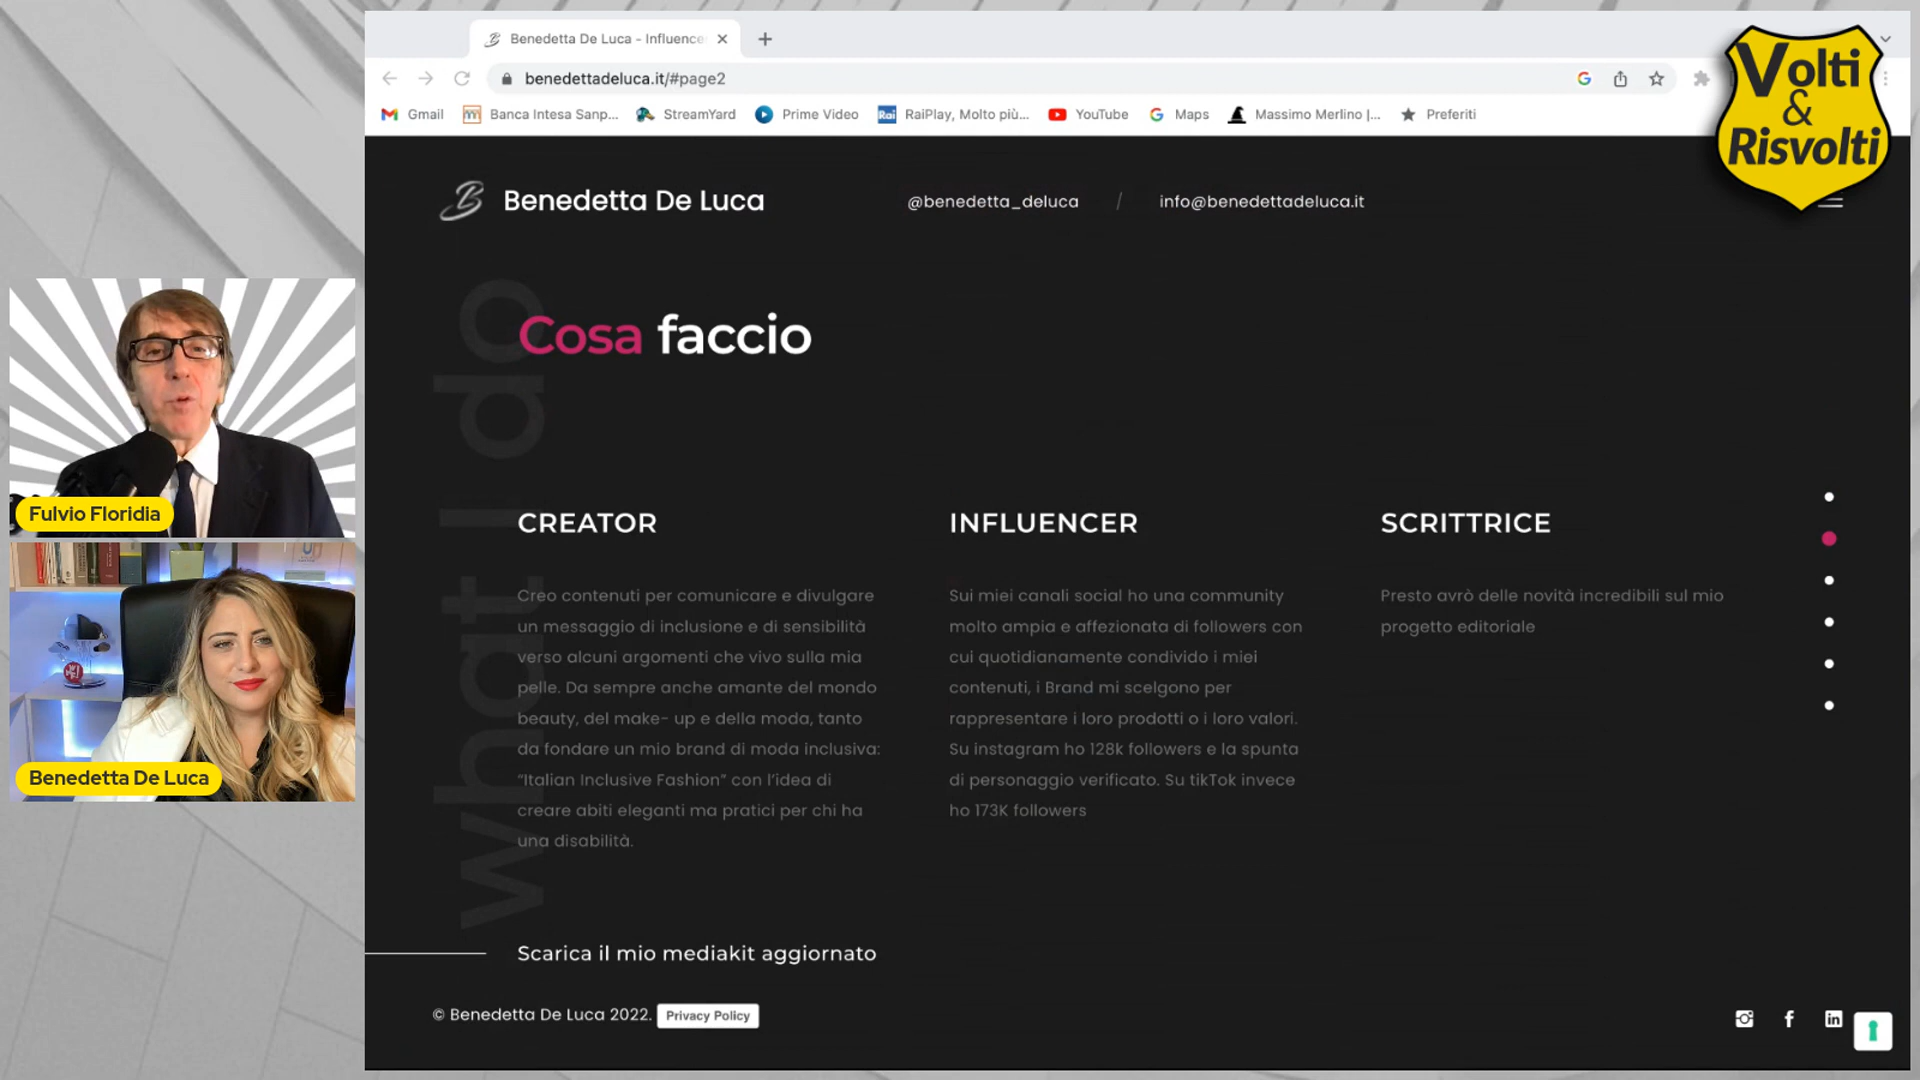 Benedetta De Luca - Influence
benedettadeluca.it/#page2
Gmail
Banca Intesa Sanp...
StreamYard
Prime Video
Rai
RaiPlay, Molto più...
YouTube
Maps
Massimo Merlino |...
Preferiti
Volti
&
Risvolti
B
Benedetta De Luca
@benedetta_deluca / info@benedettadeluca.it
what I do
Cosa faccio
CREATOR
Creo contenuti per comunicare e divulgare
un messaggio di inclusione e di sensibilità
verso alcuni argomenti che vivo sulla mia
pelle. Da sempre anche amante del mondo
beauty, del make- up e della moda, tanto
da fondare un mio brand di moda inclusiva:
“Italian Inclusive Fashion” con l’idea di
creare abiti eleganti ma pratici per chi ha
una disabilità.
INFLUENCER
Sui miei canali social ho una community
molto ampia e affezionata di followers con
cui quotidianamente condivido i miei
contenuti, i Brand mi scelgono per
rappresentare i loro prodotti o i loro valori.
Su instagram ho 128k followers e la spunta
di personaggio verificato. Su tikTok invece
ho 173K followers
SCRITTRICE
Presto avrò delle novità incredibili sul mio
progetto editoriale
Scarica il mio mediakit aggiornato
© Benedetta De Luca 2022.
Privacy Policy
Fulvio Floridia
Benedetta De Luca